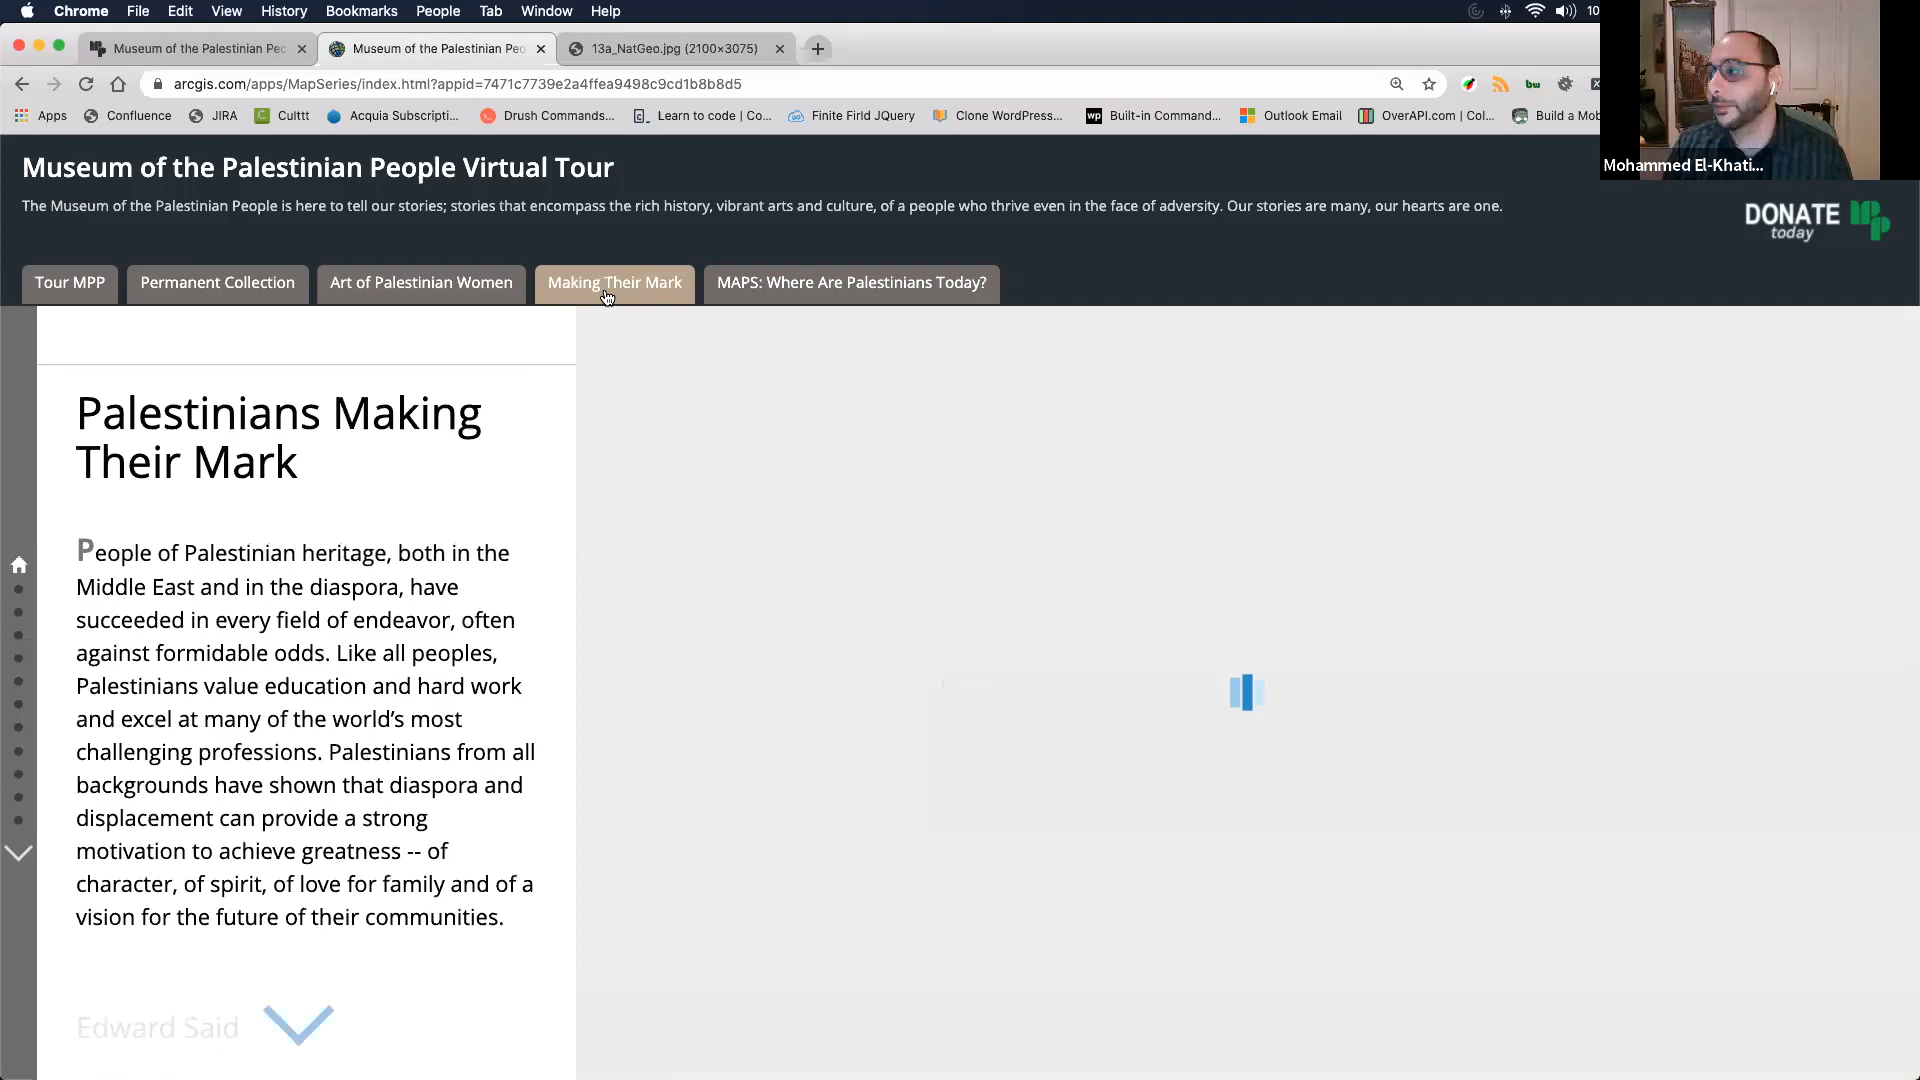 Chrome File Edit View History Bookmarks People Tab Window Help 10
Museum of the Palestinian Pec
Museum of the Palestinian Peo
13a_NatGeo.jpg (2100×3075)
arcgis.com/apps/MapSeries/index.html?appid=7471c7739e2a4ffea9498c9cd1b8b8d5
bw
Apps Confluence JIRA Culttt Acquia Subscripti... Drush Commands... Learn to code | Co... Finite Firld JQuery Clone WordPress... wp Built-in Command... Outlook Email OverAPI.com | Col... Build a Mob
Mohammed El-Khati...
Museum of the Palestinian People Virtual Tour
The Museum of the Palestinian People is here to tell our stories; stories that encompass the rich history, vibrant arts and culture, of a people who thrive even in the face of adversity. Our stories are many, our hearts are one.
DONATE
today
Tour MPP Permanent Collection Art of Palestinian Women Making Their Mark MAPS: Where Are Palestinians Today?
Palestinians Making
Their Mark
People of Palestinian heritage, both in the
Middle East and in the diaspora, have
succeeded in every field of endeavor, often
against formidable odds. Like all peoples,
Palestinians value education and hard work
and excel at many of the world’s most
challenging professions. Palestinians from all
backgrounds have shown that diaspora and
displacement can provide a strong
motivation to achieve greatness -- of
character, of spirit, of love for family and of a
vision for the future of their communities.
Edward Said